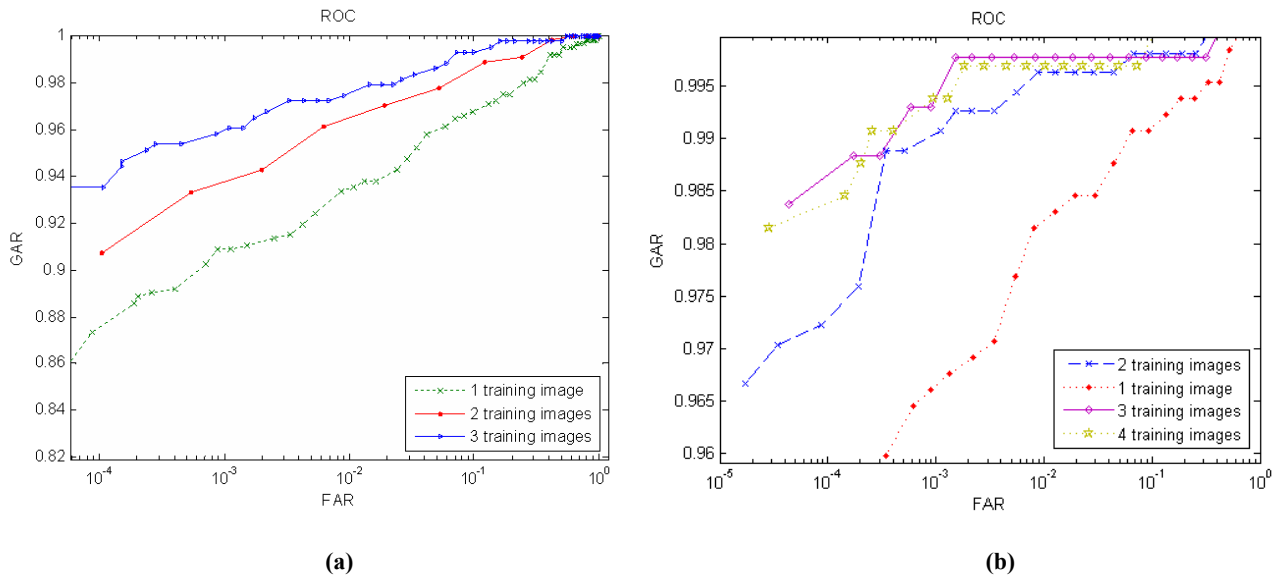 ROC
1
0.98
0.96
0.94
0.92
0.9
0.88
0.86
0.84
0.82
GAR
10^-4
10^-3
10^-2
10^-1
10^0
FAR
1 training image
2 training images
3 training images
(a)
ROC
0.995
0.99
0.985
0.98
0.975
0.97
0.965
0.96
GAR
10^-5
10^-4
10^-3
10^-2
10^-1
10^0
FAR
2 training images
1 training image
3 training images
4 training images
(b)